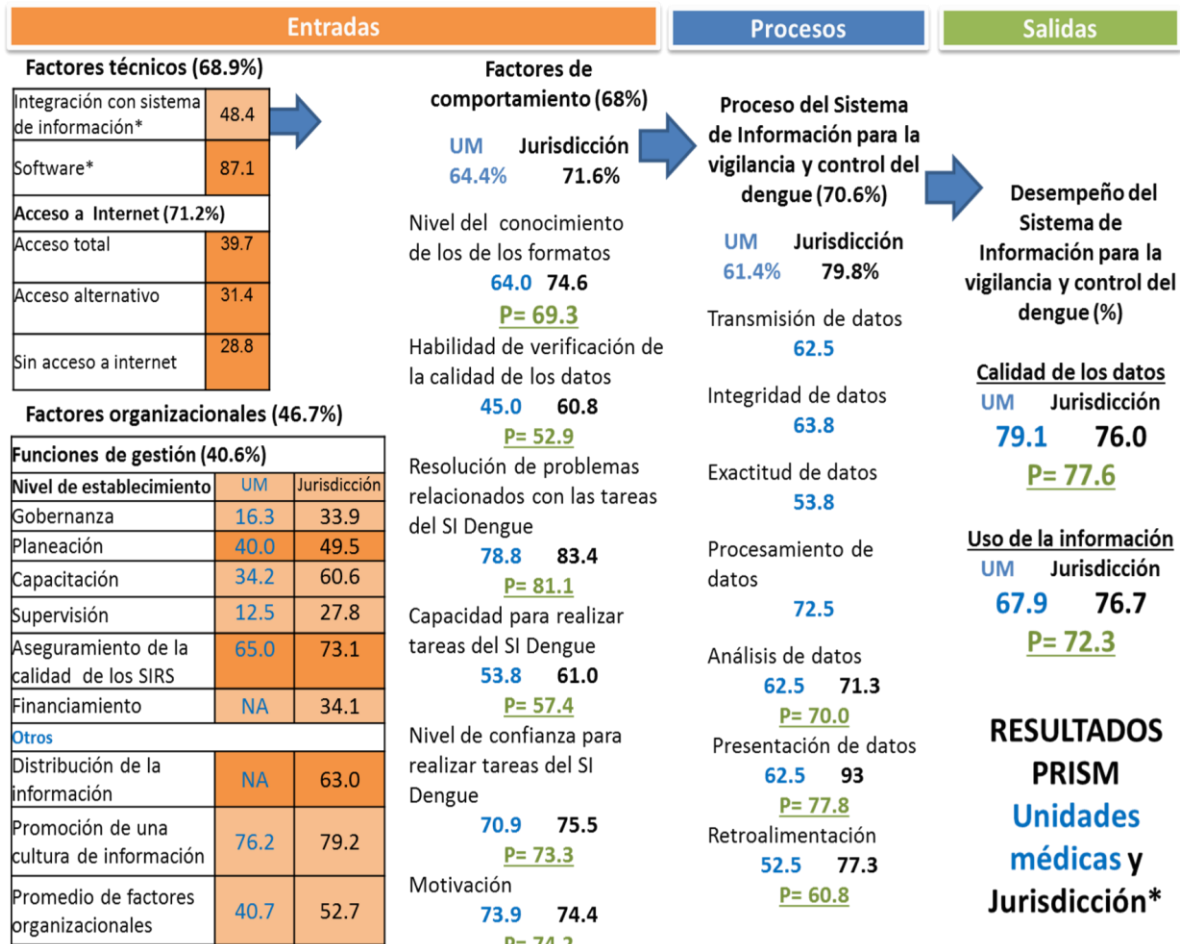 Entradas
Procesos
Salidas
Factores técnicos (68.9%)
Integración con sistema
de información*
48.4
Software*
87.1
Acceso a Internet (71.2%)
Acceso total
39.7
Acceso alternativo
31.4
Sin acceso a internet
28.8
Factores organizacionales (46.7%)
Funciones de gestión (40.6%)
Nivel de establecimiento UM Jurisdicción
Gobernanza 16.3 33.9
Planeación 40.0 49.5
Capacitación 34.2 60.6
Supervisión 12.5 27.8
Aseguramiento de la
calidad de los SIRS
65.0 73.1
Financiamiento NA 34.1
Otros
Distribución de la
información
NA 63.0
Promoción de una
cultura de información
76.2 79.2
Promedio de factores
organizacionales
40.7 52.7
Factores de
comportamiento (68%)
UM Jurisdicción
64.4% 71.6%
Nivel del conocimiento
de los de los formatos
64.0 74.6
P= 69.3
Habilidad de verificación de
la calidad de los datos
45.0 60.8
P= 52.9
Resolución de problemas
relacionados con las tareas
del SI Dengue
78.8 83.4
P= 81.1
Capacidad para realizar
tareas del SI Dengue
53.8 61.0
P= 57.4
Nivel de confianza para
realizar tareas del SI
Dengue
70.9 75.5
P= 73.3
Motivación
73.9 74.4
P= 74.2
Proceso del Sistema
de Información para la
vigilancia y control del
dengue (70.6%)
UM Jurisdicción
61.4% 79.8%
Transmisión de datos
62.5
Integridad de datos
63.8
Exactitud de datos
53.8
Procesamiento de
datos
72.5
Análisis de datos
62.5 71.3
P= 70.0
Presentación de datos
62.5 93
P= 77.8
Retroalimentación
52.5 77.3
P= 60.8
Desempeño del
Sistema de
Información para la
vigilancia y control del
dengue (%)
Calidad de los datos
UM Jurisdicción
79.1 76.0
P= 77.6
Uso de la información
UM Jurisdicción
67.9 76.7
P= 72.3
RESULTADOS
PRISM
Unidades
médicas y
Jurisdicción*